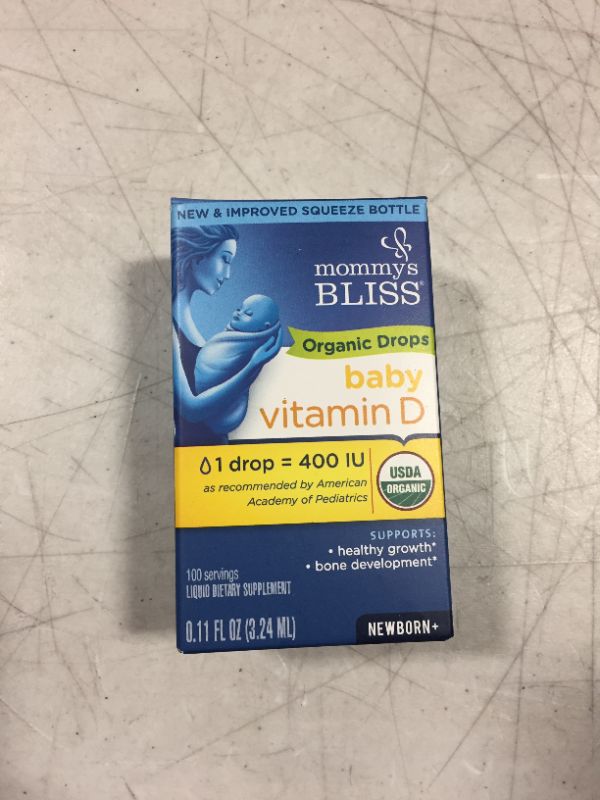 NEW & IMPROVED SQUEEZE BOTTLE
mommy's
BLISS®
Organic Drops
baby
vitamin D
1 drop = 400 IU
as recommended by American
Academy of Pediatrics
USDA
ORGANIC
SUPPORTS:
• healthy growth*
• bone development*
100 servings
LIQUID DIETARY SUPPLEMENT
0.11 FL OZ (3.24 ML)
NEWBORN+